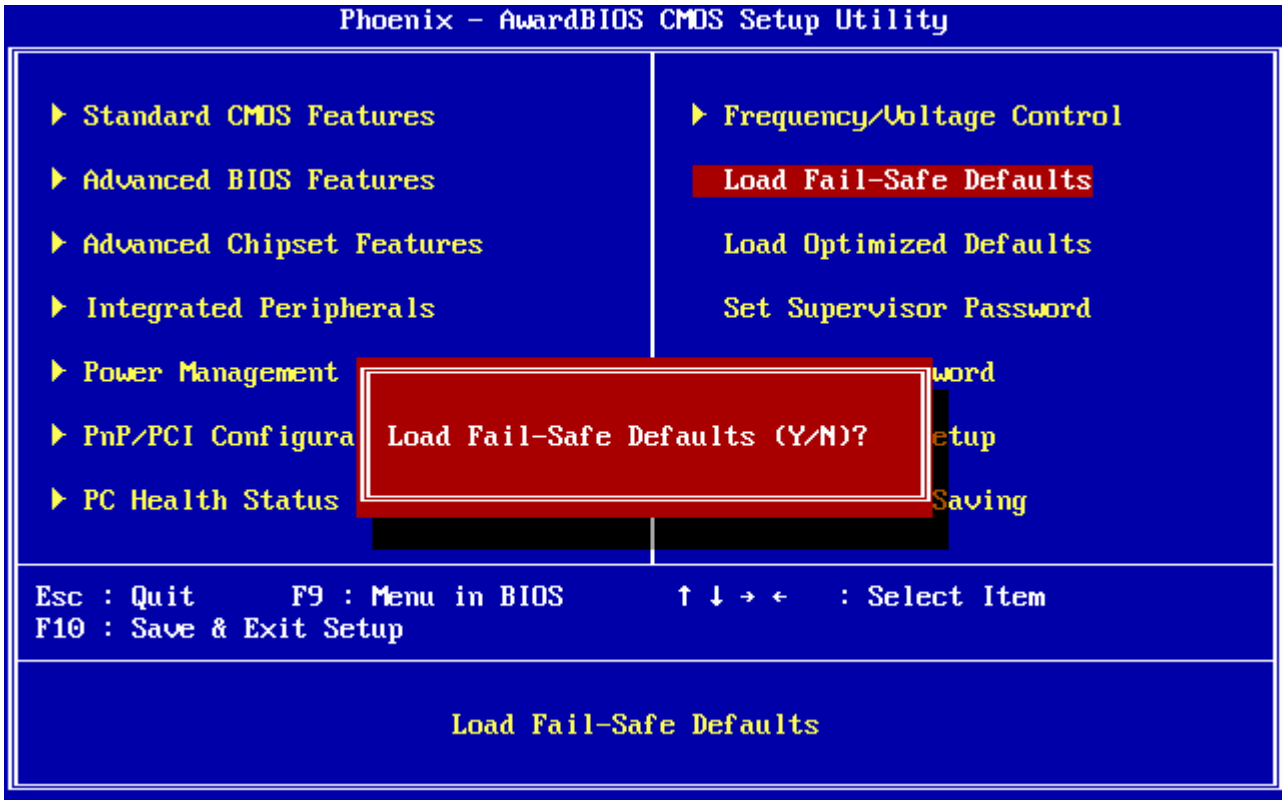 Phoenix - AwardBIOS CMOS Setup Utility
Standard CMOS Features
Advanced BIOS Features
Advanced Chipset Features
Integrated Peripherals
Power Management
PnP/PCI Configura
PC Health Status
Frequency/Voltage Control
Load Fail-Safe Defaults
Load Optimized Defaults
Set Supervisor Password
word
etup
Saving
Load Fail-Safe Defaults (Y/N)?
Esc : Quit F9 : Menu in BIOS ↑ ↓ → ← : Select Item
F10 : Save & Exit Setup
Load Fail-Safe Defaults